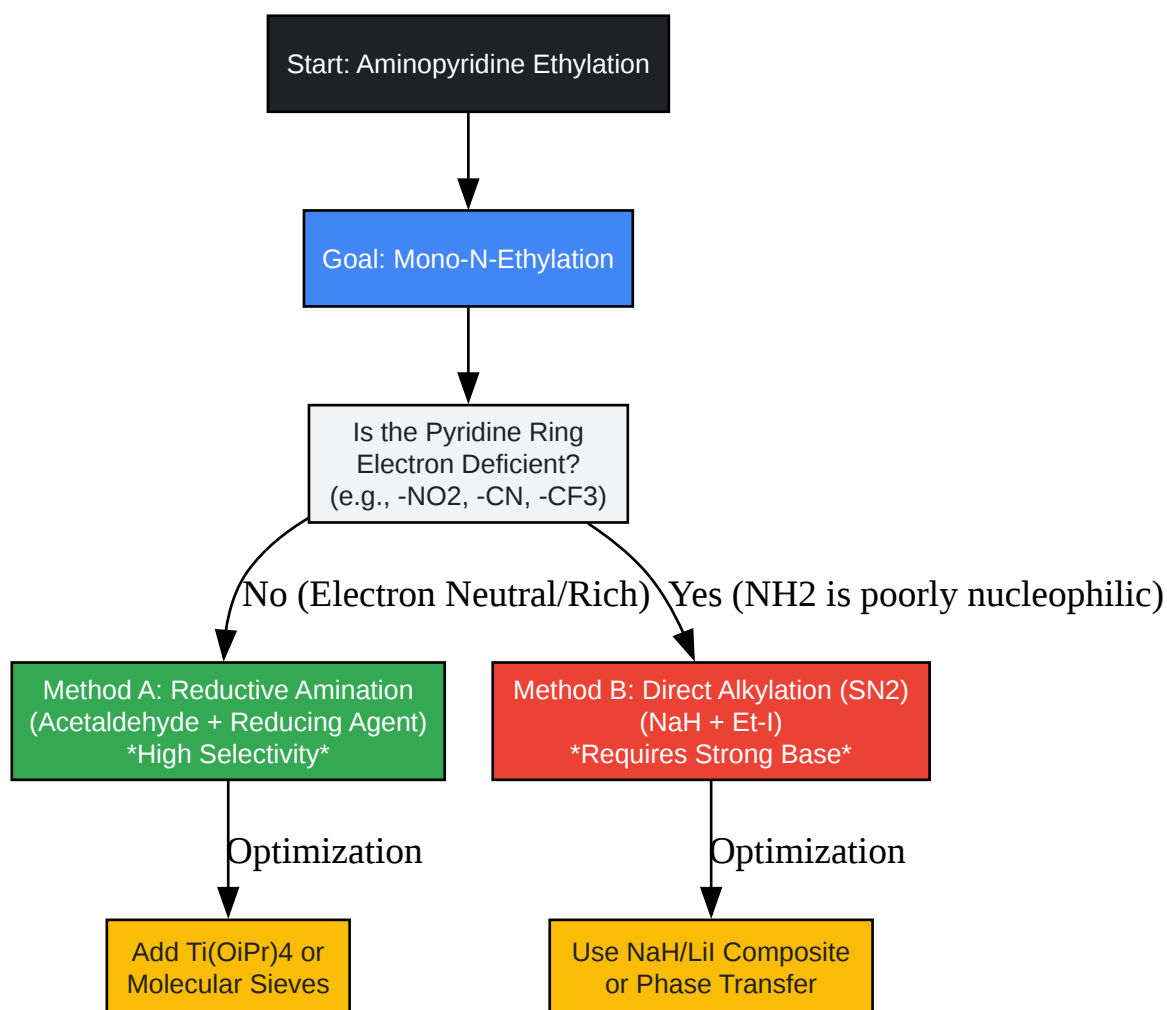 Start: Aminopyridine Ethylation
Goal: Mono-N-Ethylation
Is the Pyridine Ring
Electron Deficient?
(e.g., -NO2, -CN, -CF3)
No (Electron Neutral/Rich)
Yes (NH2 is poorly nucleophilic)
Method A: Reductive Amination
(Acetaldehyde + Reducing Agent)
*High Selectivity*
Method B: Direct Alkylation (SN2)
(NaH + Et-I)
*Requires Strong Base*
Optimization
Optimization
Add Ti(OiPr)4 or
Molecular Sieves
Use NaH/LiI Composite
or Phase Transfer